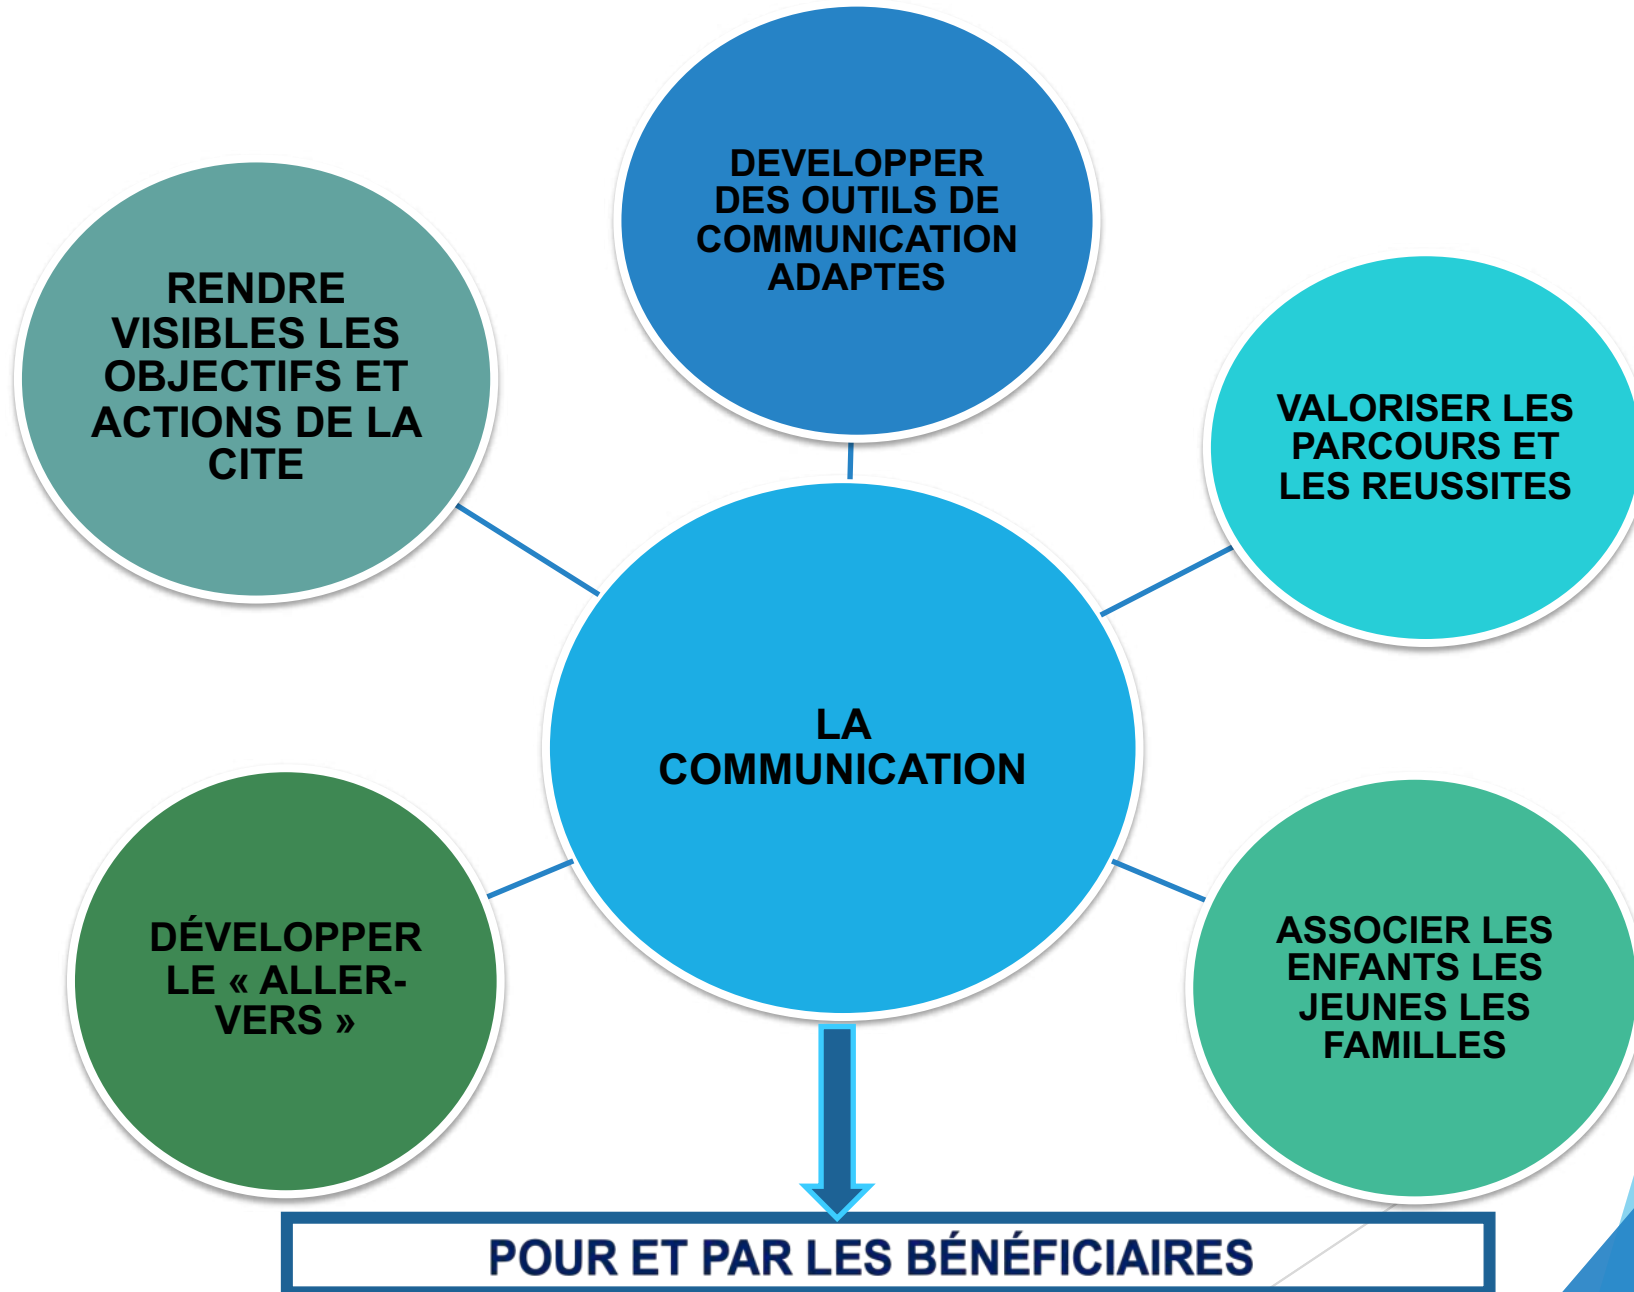 DEVELOPPER
DES OUTILS DE
COMMUNICATION
ADAPTES
RENDRE
VISIBLES LES
OBJECTIFS ET
ACTIONS DE LA
CITE
VALORISER LES
PARCOURS ET
LES REUSSITES
LA
COMMUNICATION
DÉVELOPPER
LE « ALLER-
VERS »
ASSOCIER LES
ENFANTS LES
JEUNES LES
FAMILLES
POUR ET PAR LES BÉNÉFICIAIRES